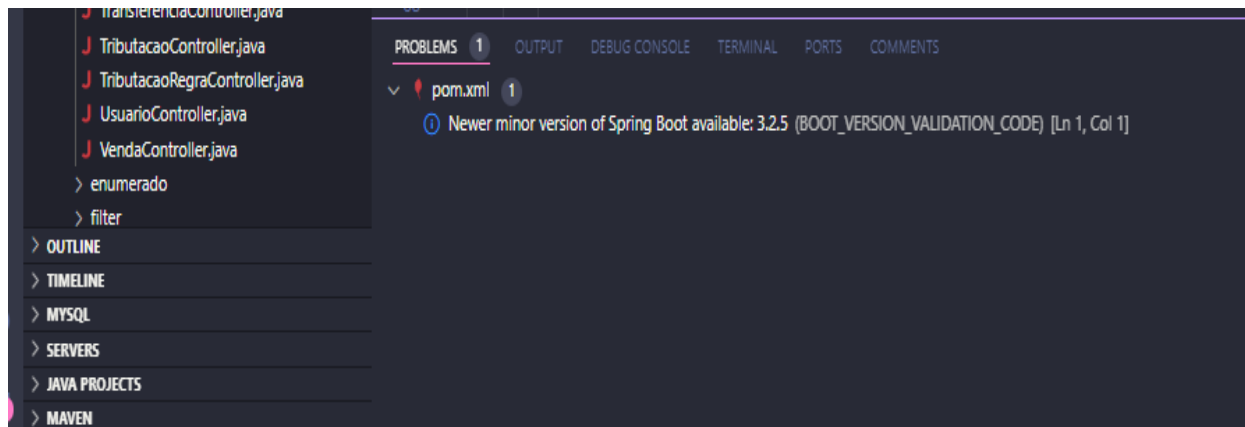 TransferenciaController.java
TributacaoController.java
TributacaoRegraController.java
UsuarioController.java
VendaController.java
enumerado
filter
OUTLINE
TIMELINE
MYSQL
SERVERS
JAVA PROJECTS
MAVEN
PROBLEMS 1 OUTPUT DEBUG CONSOLE TERMINAL PORTS COMMENTS
pom.xml 1
Newer minor version of Spring Boot available: 3.2.5 (BOOT_VERSION_VALIDATION_CODE) [Ln 1, Col 1]